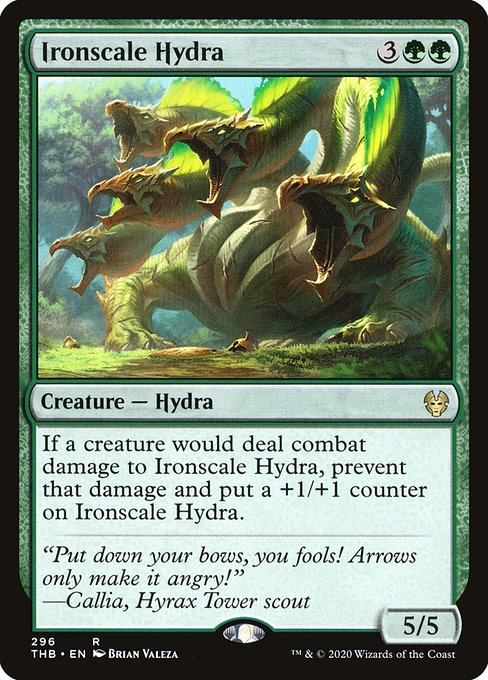 Ironscale Hydra 3
Creature — Hydra
If a creature would deal combat
damage to Ironscale Hydra, prevent
that damage and put a +1/+1 counter
on Ironscale Hydra.
“Put down your bows, you fools! Arrows
only make it angry!”
—Callia, Hyrax Tower scout
5/5
296 R
THB • EN Brian Valeza
™ & © 2020 Wizards of the Coast